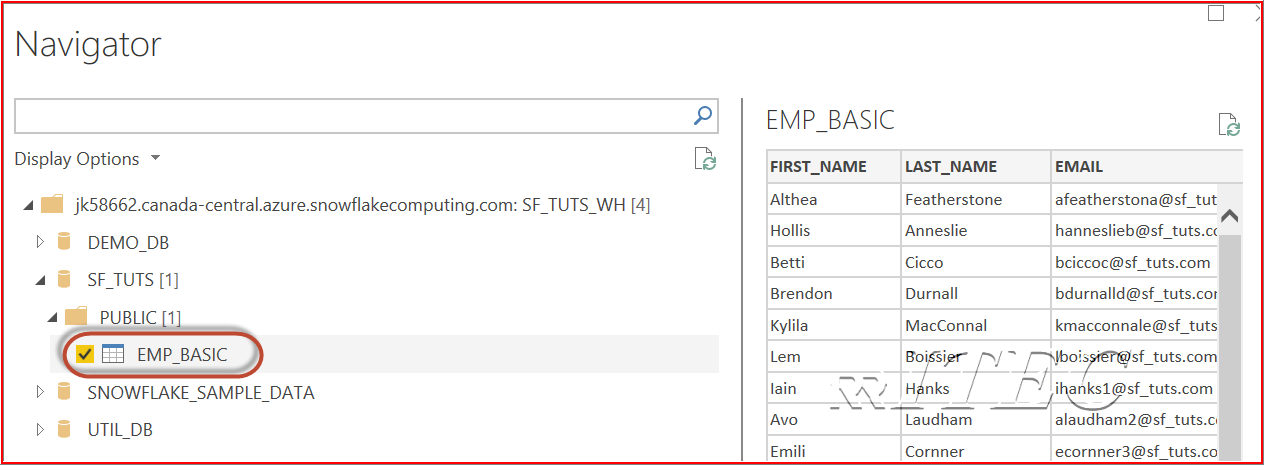 Navigator
Display Options
jk58662.canada-central.azure.snowflakecomputing.com: SF_TUTS_WH [4]
DEMO_DB
SF_TUTS [1]
PUBLIC [1]
EMP_BASIC
SNOWFLAKE_SAMPLE_DATA
UTIL_DB
EMP_BASIC
FIRST_NAME LAST_NAME EMAIL
Althea Featherstone afeatherstona@sf_tut
Hollis Anneslie hanneslieb@sf_tuts.co
Betti Cicco bciccoc@sf_tuts.com
Brendon Durnall bdurnalld@sf_tuts.com
Kylila MacConnal kmacconnale@sf_tuts.
Lem Boissier lboissier@sf_tuts.com
Iain Hanks ihanks1@sf_tuts.com
Avo Laudham alaudham2@sf_tuts.co
Emili Cornner ecornner3@sf_tuts.co